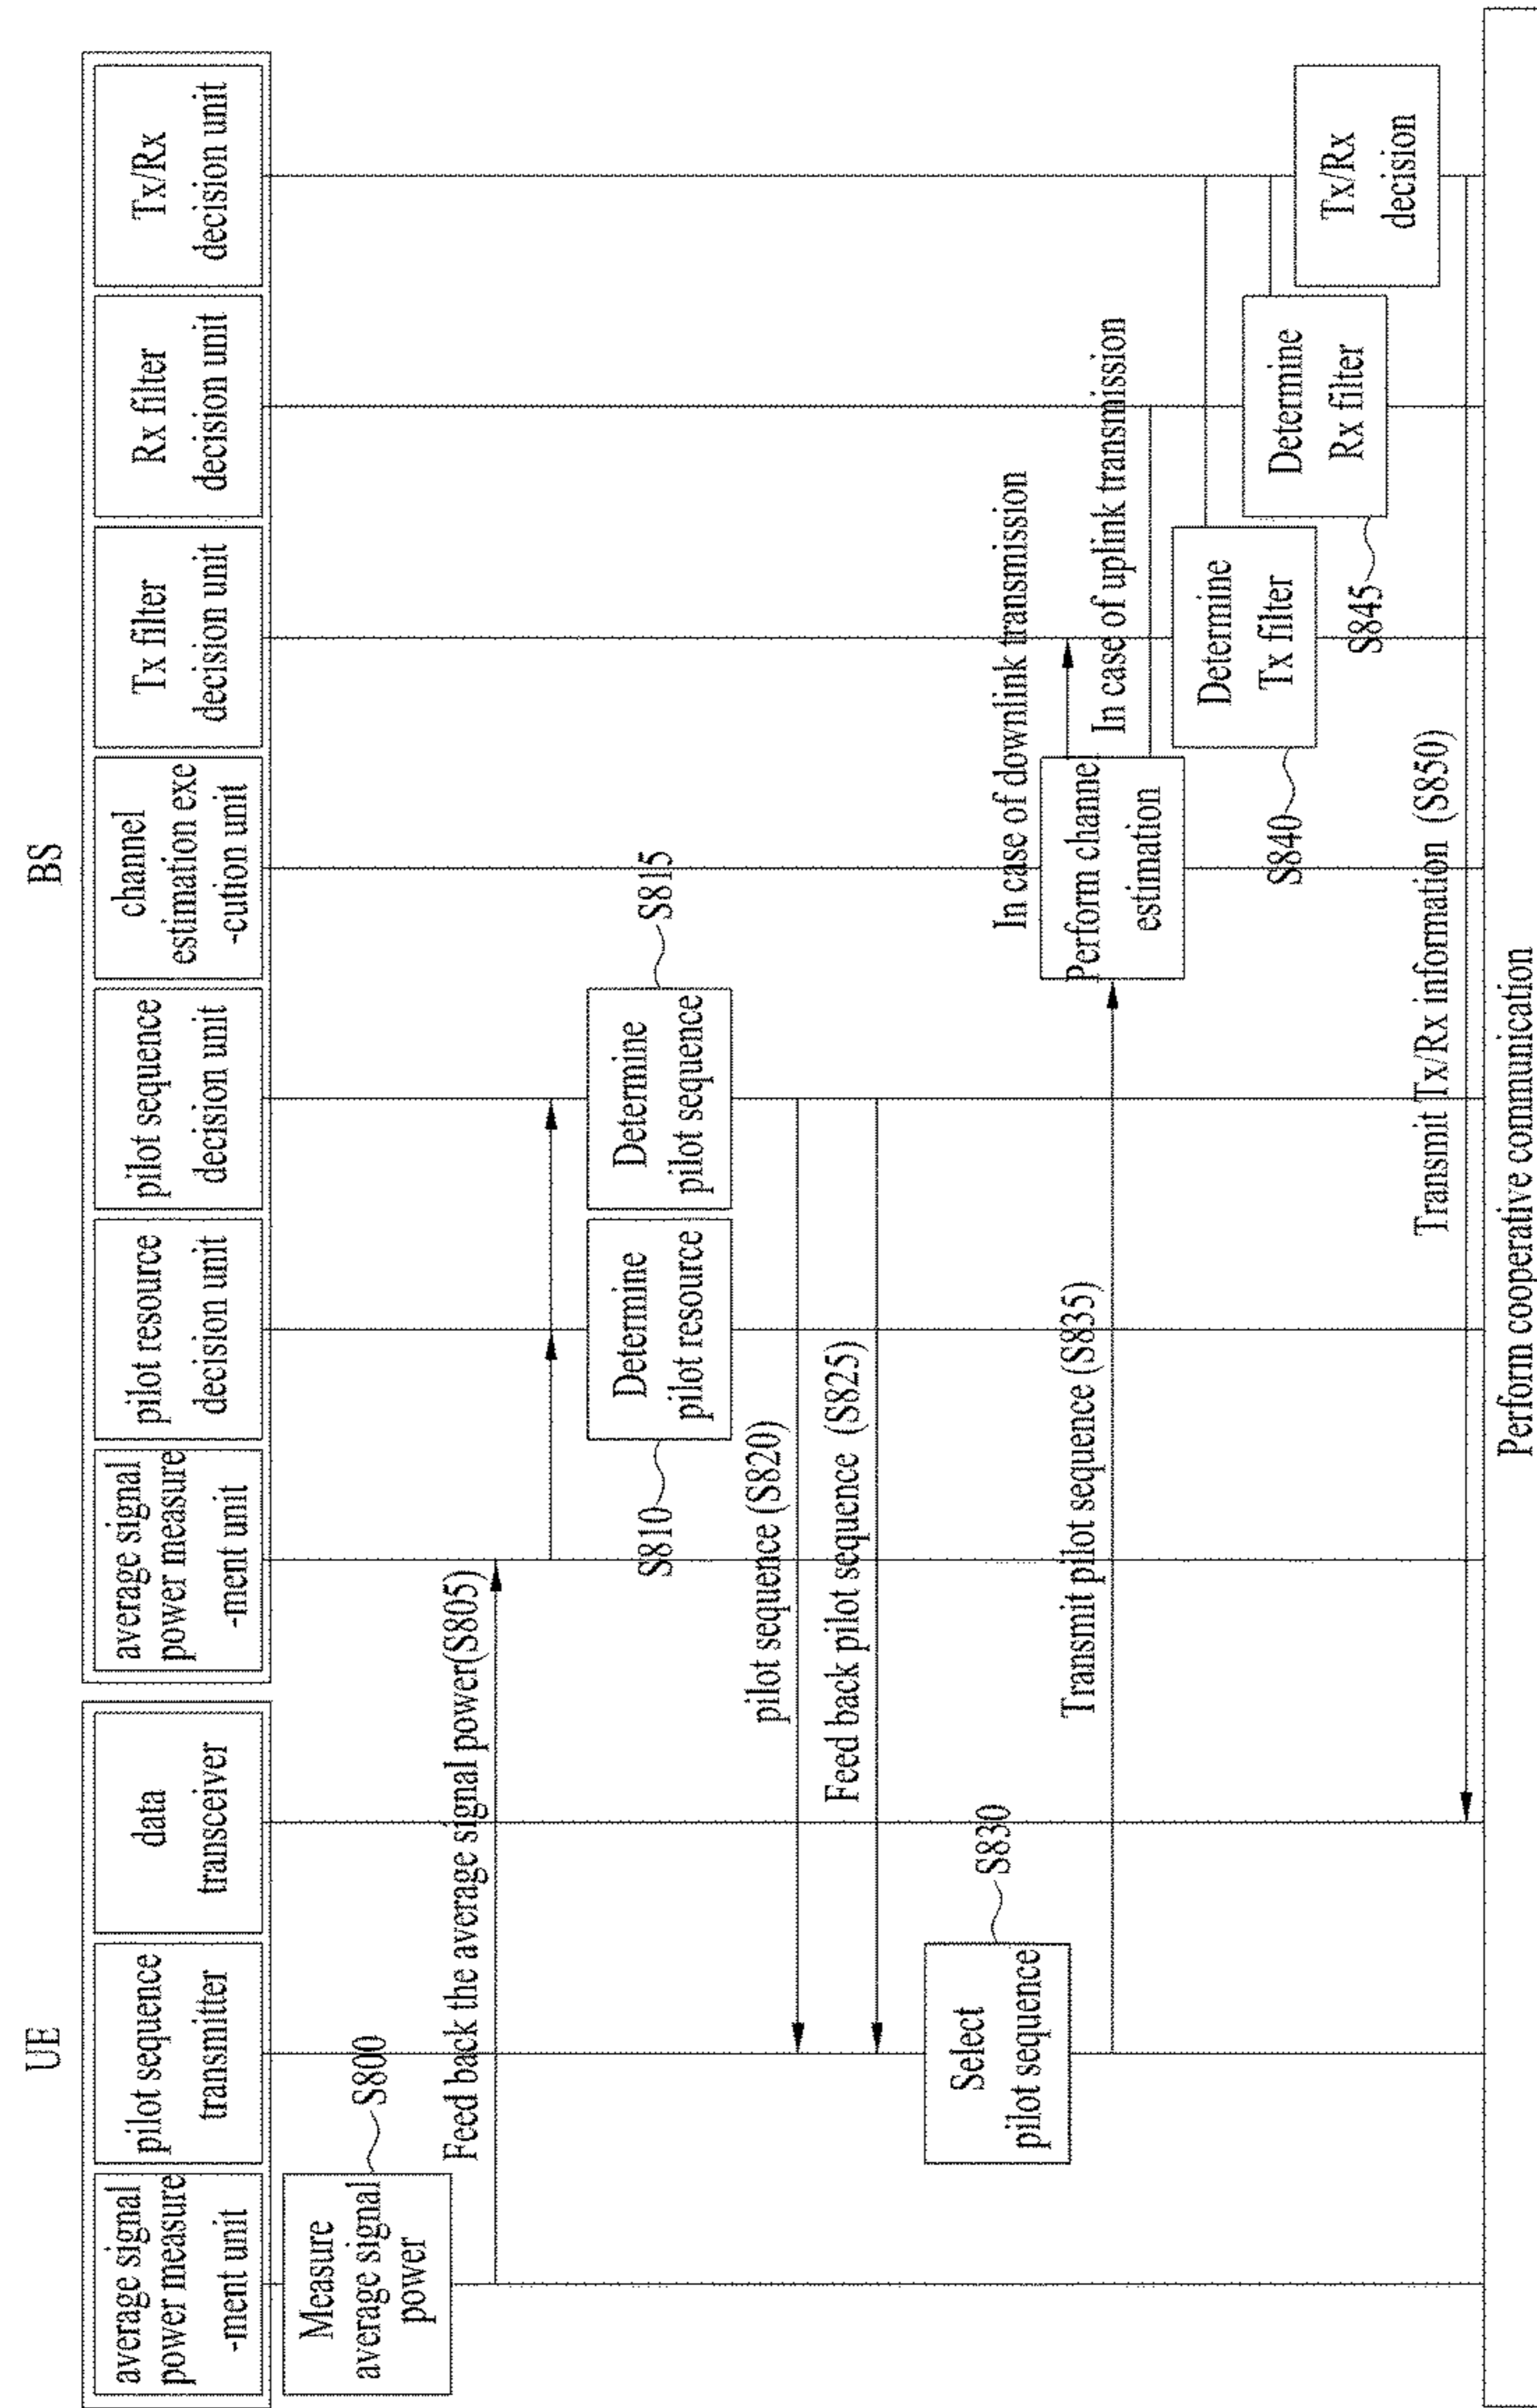 UE
BS
average signal
power measure
-ment unit
pilot sequence
transmitter
data
transceiver
average signal
power measure
-ment unit
pilot resource
decision unit
pilot sequence
decision unit
channel
estimation exe
-cution unit
Tx filter
decision unit
Rx filter
decision unit
Tx/Rx
decision unit
Measure
average signal
power
S800
Feed back the average signal power(S805)
S810
Determine
pilot resource
Determine
pilot sequence
S815
pilot sequence (S820)
Feed back pilot sequence (S825)
Select
pilot sequence
S830
Transmit pilot sequence (S835)
In case of downlink transmission
Perform channe
estimation
In case of uplink transmission
Determine
Tx filter
S840
Determine
Rx filter
S845
Tx/Rx
decision
Transmit Tx/Rx information (S850)
Perform cooperative communication